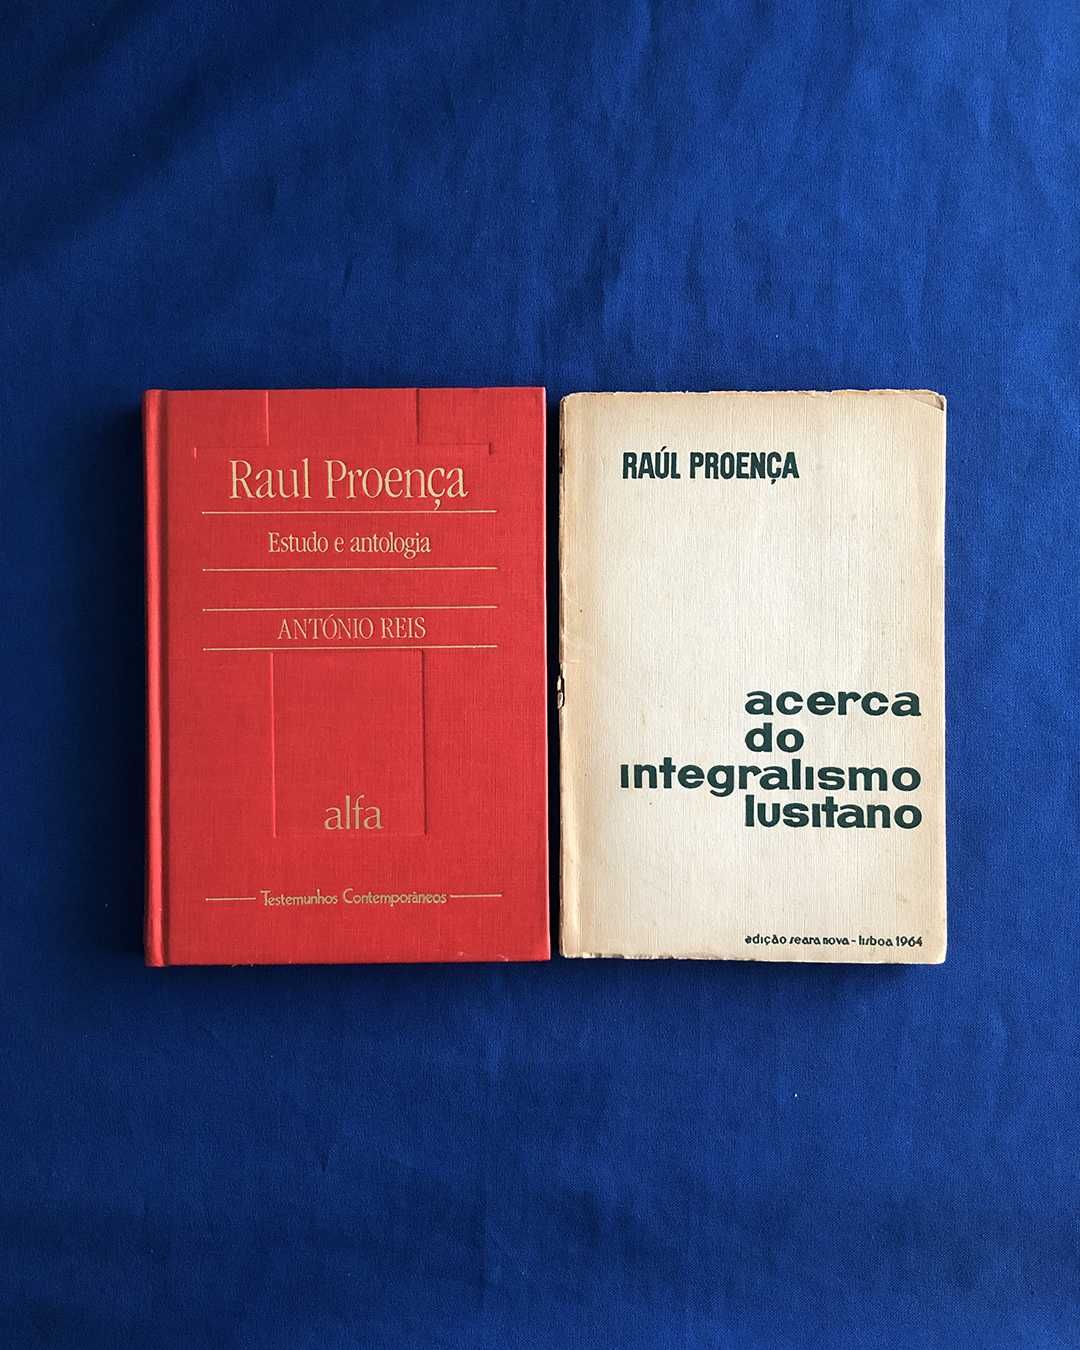 Raul Proença
Estudo e antologia
ANTÓNIO REIS
alfa
Testemunhos Contemporâneos
RAÚL PROENÇA
acerca
do
integralismo
lusitano
edição seara nova - lisboa 1964